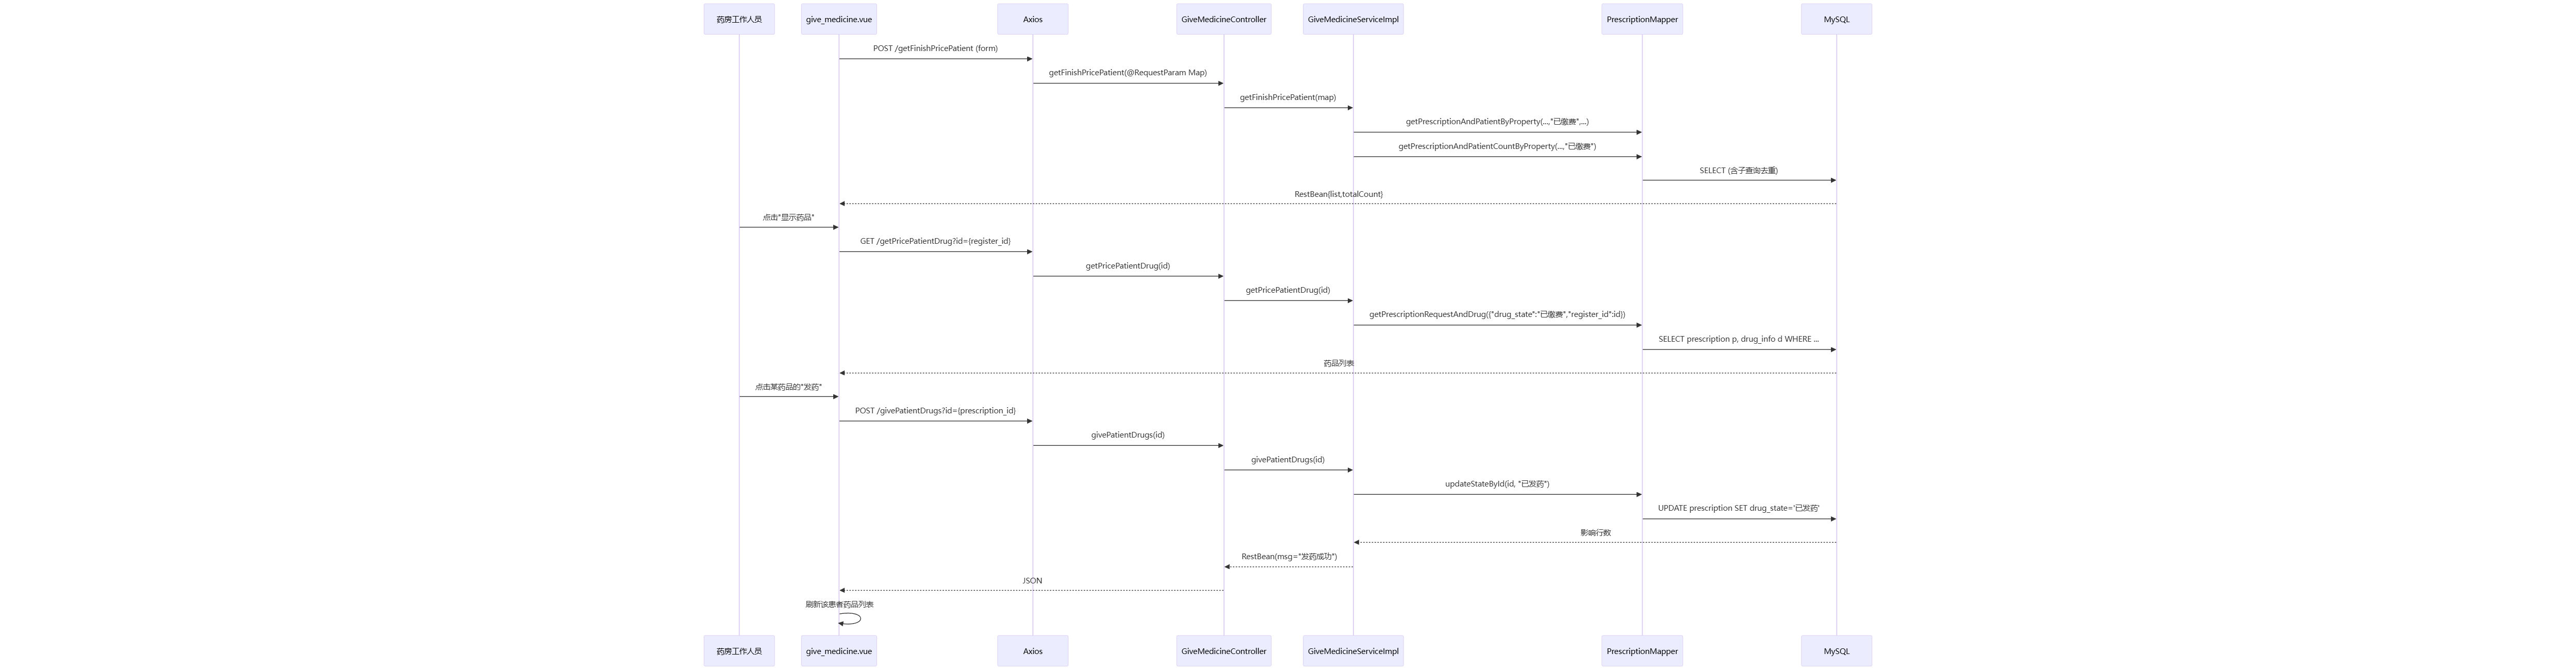 药房工作人员
give_medicine.vue
Axios
GiveMedicineController
GiveMedicineServiceImpl
PrescriptionMapper
MySQL
POST /getFinishPricePatient (form)
getFinishPricePatient(@RequestParam Map)
getFinishPricePatient(map)
getPrescriptionAndPatientByProperty(...,"已缴费",...)
getPrescriptionAndPatientCountByProperty(...,"已缴费")
SELECT (含子查询去重)
RestBean{list,totalCount}
点击"显示药品"
GET /getPricePatientDrug?id={register_id}
getPricePatientDrug(id)
getPricePatientDrug(id)
getPrescriptionRequestAndDrug({"drug_state":"已缴费","register_id":id})
SELECT prescription p, drug_info d WHERE ...
药品列表
点击某药品的"发药"
POST /givePatientDrugs?id={prescription_id}
givePatientDrugs(id)
givePatientDrugs(id)
updateStateById(id, "已发药")
UPDATE prescription SET drug_state='已发药'
影响行数
RestBean(msg="发药成功")
JSON
刷新该患者药品列表
药房工作人员
give_medicine.vue
Axios
GiveMedicineController
GiveMedicineServiceImpl
PrescriptionMapper
MySQL